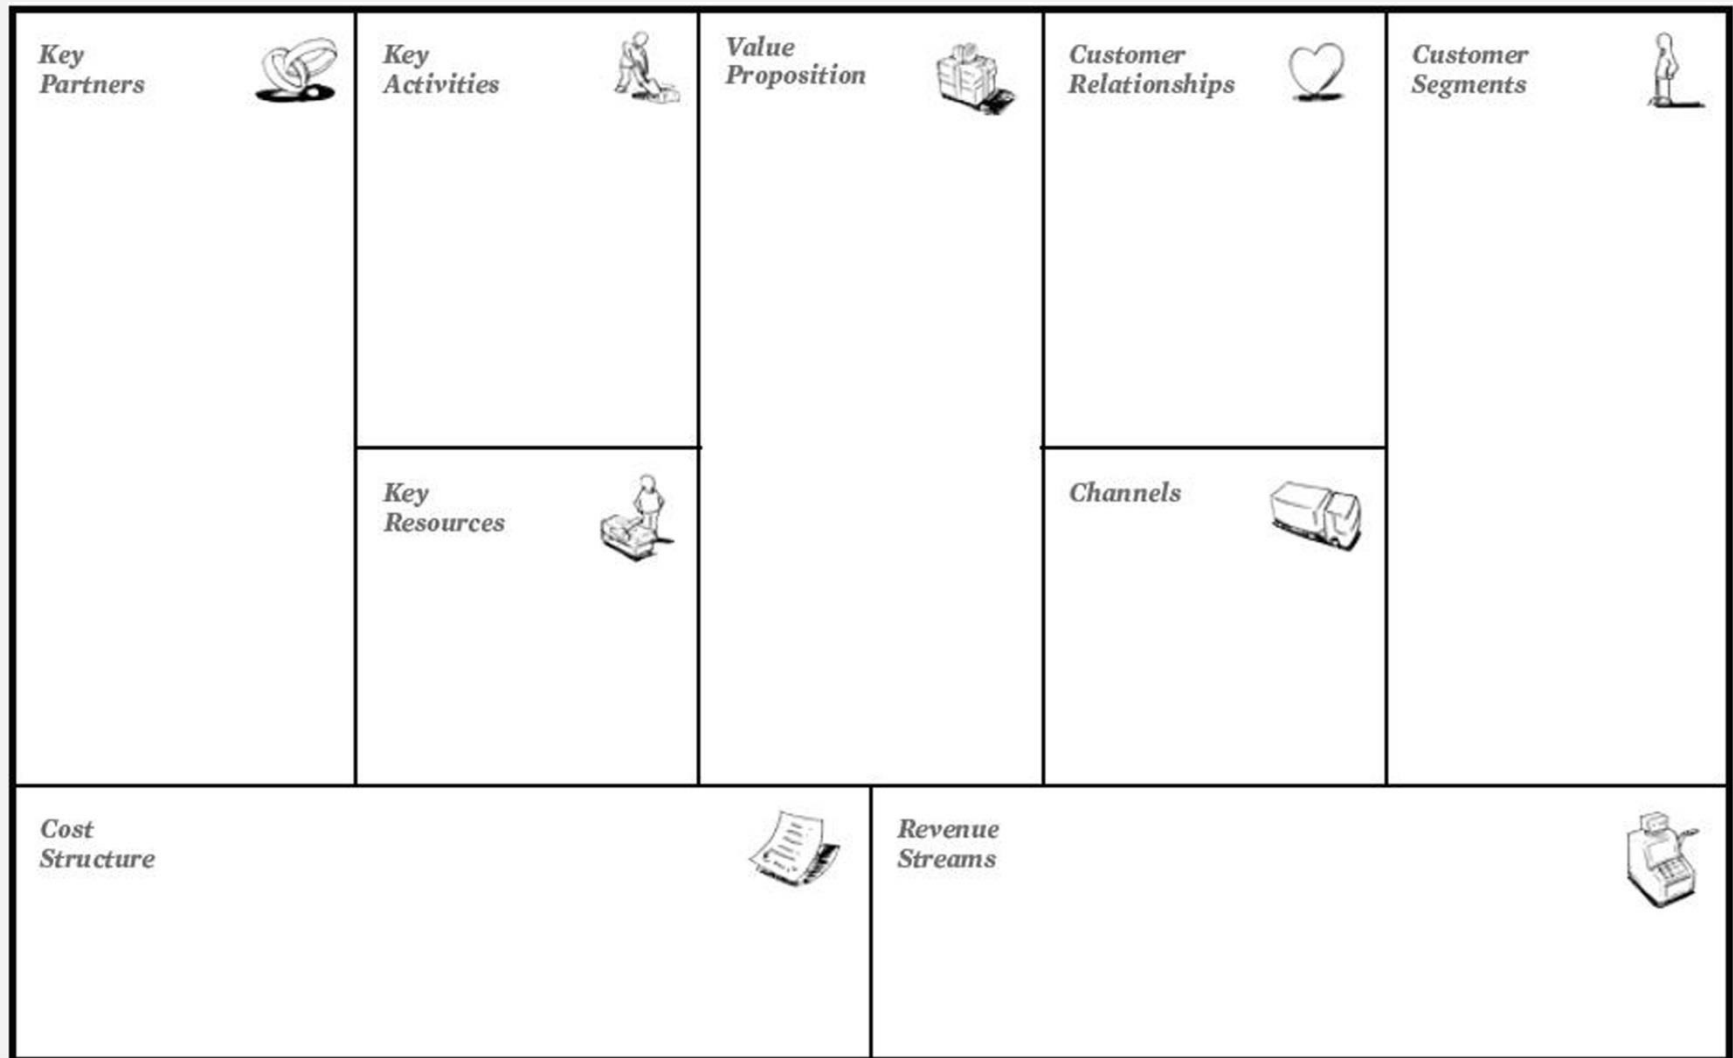 Key
Partners
Key
Activities
Value
Proposition
Customer
Relationships
Customer
Segments
Key
Resources
Channels
Cost
Structure
Revenue
Streams